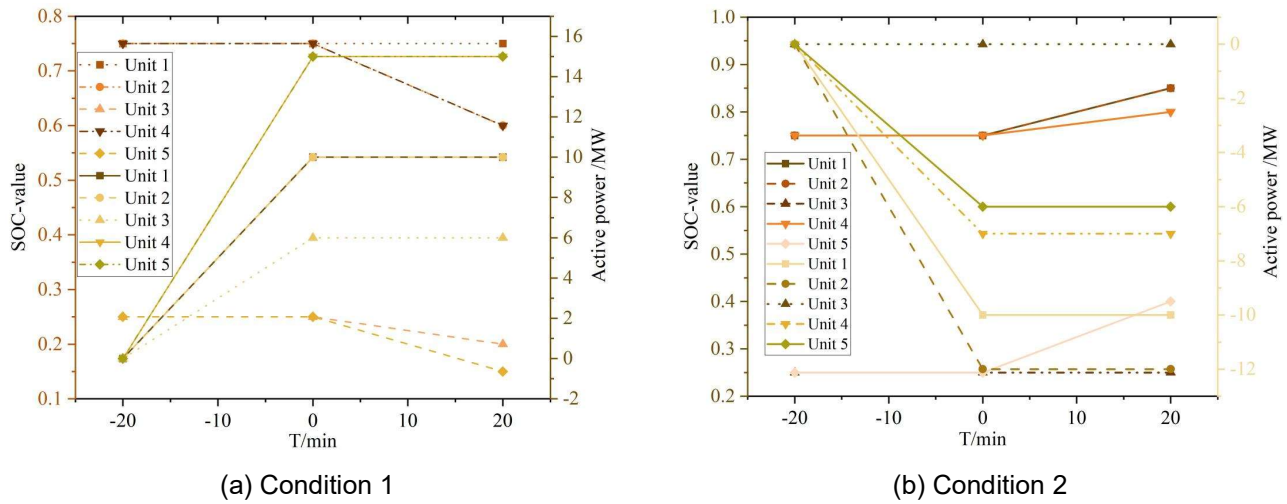 0.8
0.7
0.6
0.5
0.4
0.3
0.2
0.1
SOC-value
Unit 1
Unit 2
Unit 3
Unit 4
Unit 5
Unit 1
Unit 2
Unit 3
Unit 4
Unit 5
16
14
12
10
8
6
4
2
0
-2
Active power /MW
-20
-10
0
10
20
T/min
(a) Condition 1
1.0
0.9
0.8
0.7
0.6
0.5
0.4
0.3
0.2
SOC-value
Unit 1
Unit 2
Unit 3
Unit 4
Unit 5
Unit 1
Unit 2
Unit 3
Unit 4
Unit 5
0
-2
-4
-6
-8
-10
-12
Active power /MW
-20
-10
0
10
20
T/min
(b) Condition 2